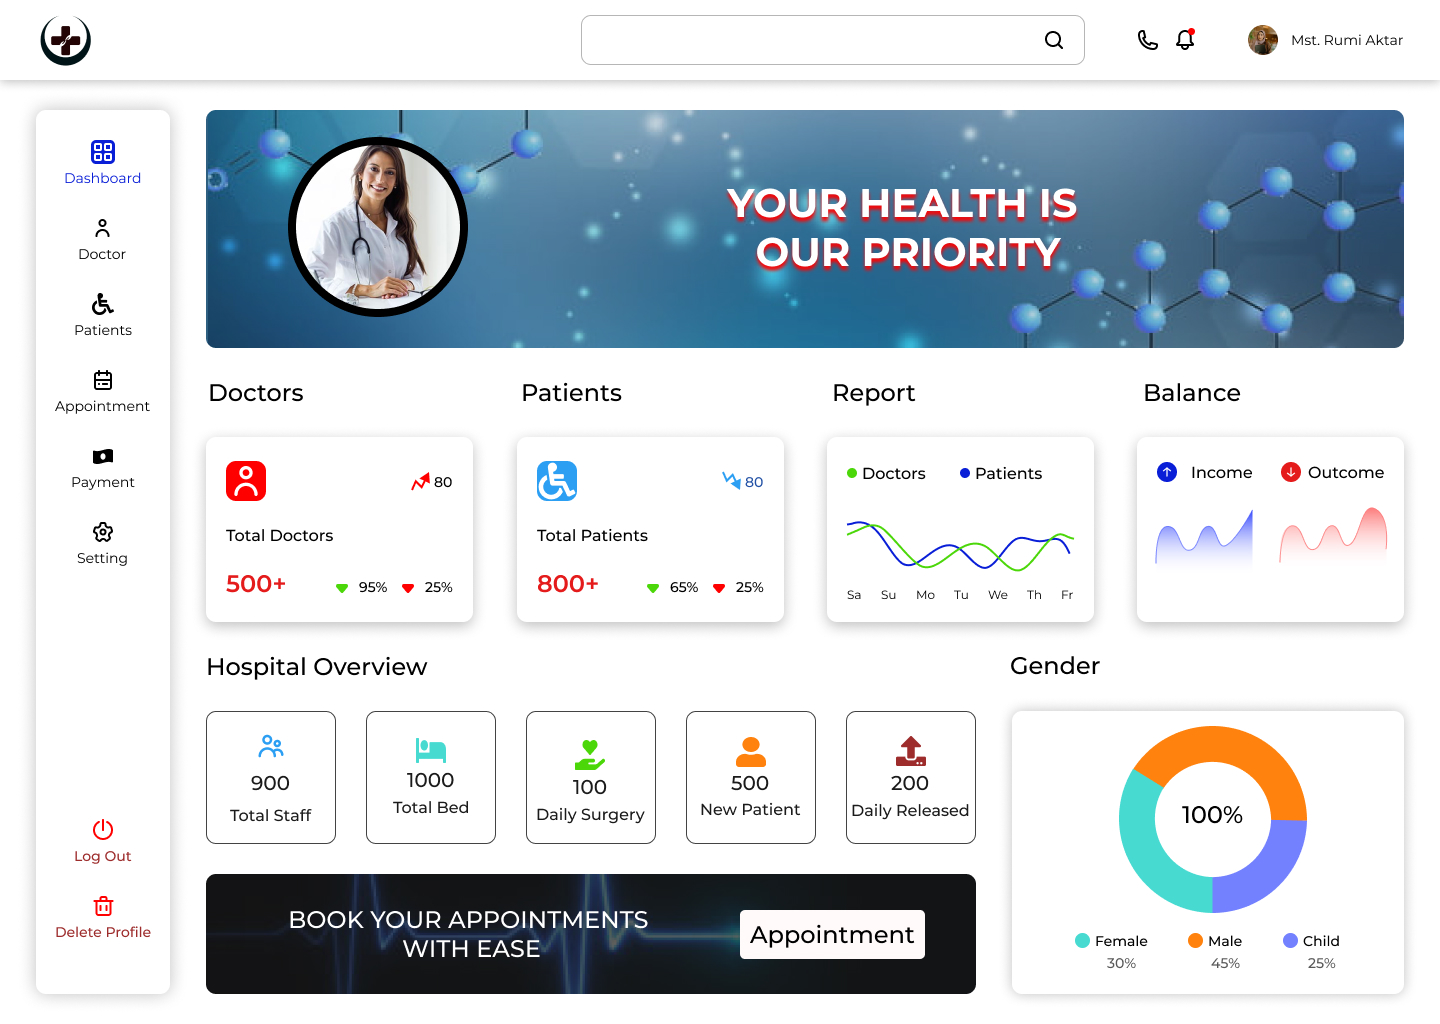 Mst. Rumi Aktar
Dashboard
Doctor
Patients
Appointment
Payment
Setting
Log Out
Delete Profile
YOUR HEALTH IS
OUR PRIORITY
Doctors
80
Total Doctors
500+
95%
25%
Patients
80
Total Patients
800+
65%
25%
Report
Doctors
Patients
Sa Su Mo Tu We Th Fr
Balance
Income
Outcome
Hospital Overview
900
Total Staff
1000
Total Bed
100
Daily Surgery
500
New Patient
200
Daily Released
BOOK YOUR APPOINTMENTS
WITH EASE
Appointment
Gender
100%
Female
30%
Male
45%
Child
25%